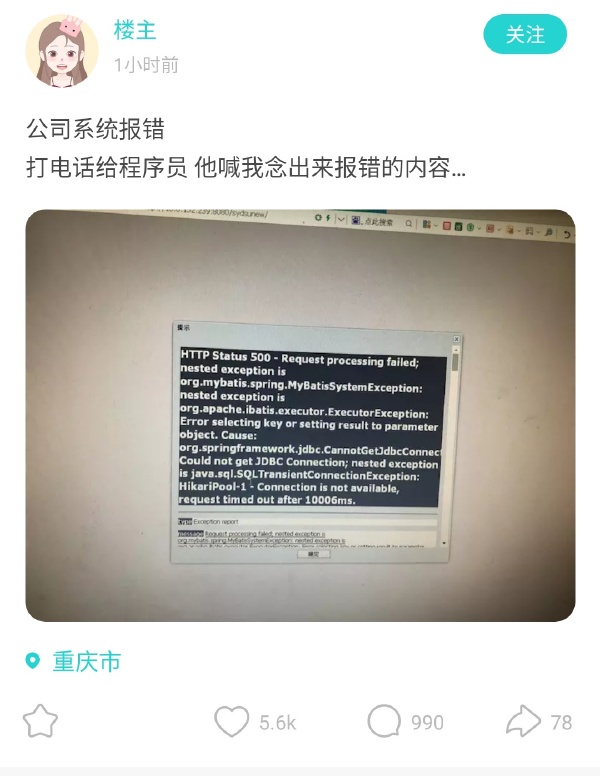 楼主
关注
1小时前
公司系统报错
打电话给程序员 他喊我念出来报错的内容...
点此搜索
提示
HTTP Status 500 - Request processing failed;
nested exception is
org.mybatis.spring.MyBatisSystemException:
nested exception is
org.apache.ibatis.executor.ExecutorException:
Error selecting key or setting result to parameter
object. Cause:
org.springframework.jdbc.CannotGetJdbcConnect
Could not get JDBC Connection; nested exception
is java.sql.SQLTransientConnectionException:
HikariPool-1 - Connection is not available,
request timed out after 10006ms.
type Exception report
message Request processing failed; nested exception is
org.mybatis.spring.MyBatisSystemException: nested exception is
确定
重庆市
5.6k
990
78